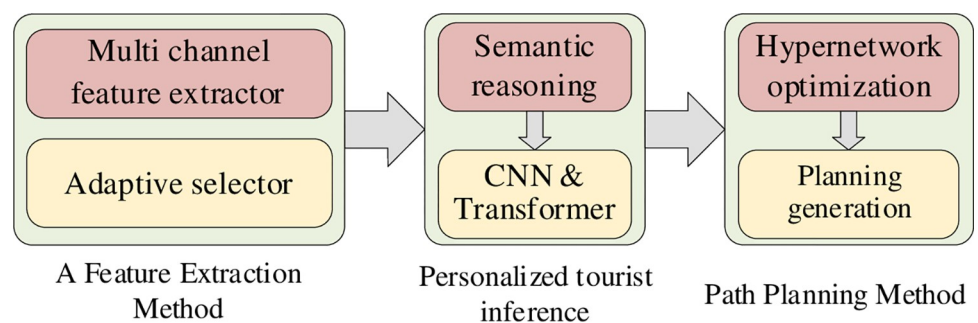 Multi channel
feature extractor
Adaptive selector
A Feature Extraction
Method
Semantic
reasoning
CNN &
Transformer
Personalized tourist
inference
Hypernetwork
optimization
Planning
generation
Path Planning Method